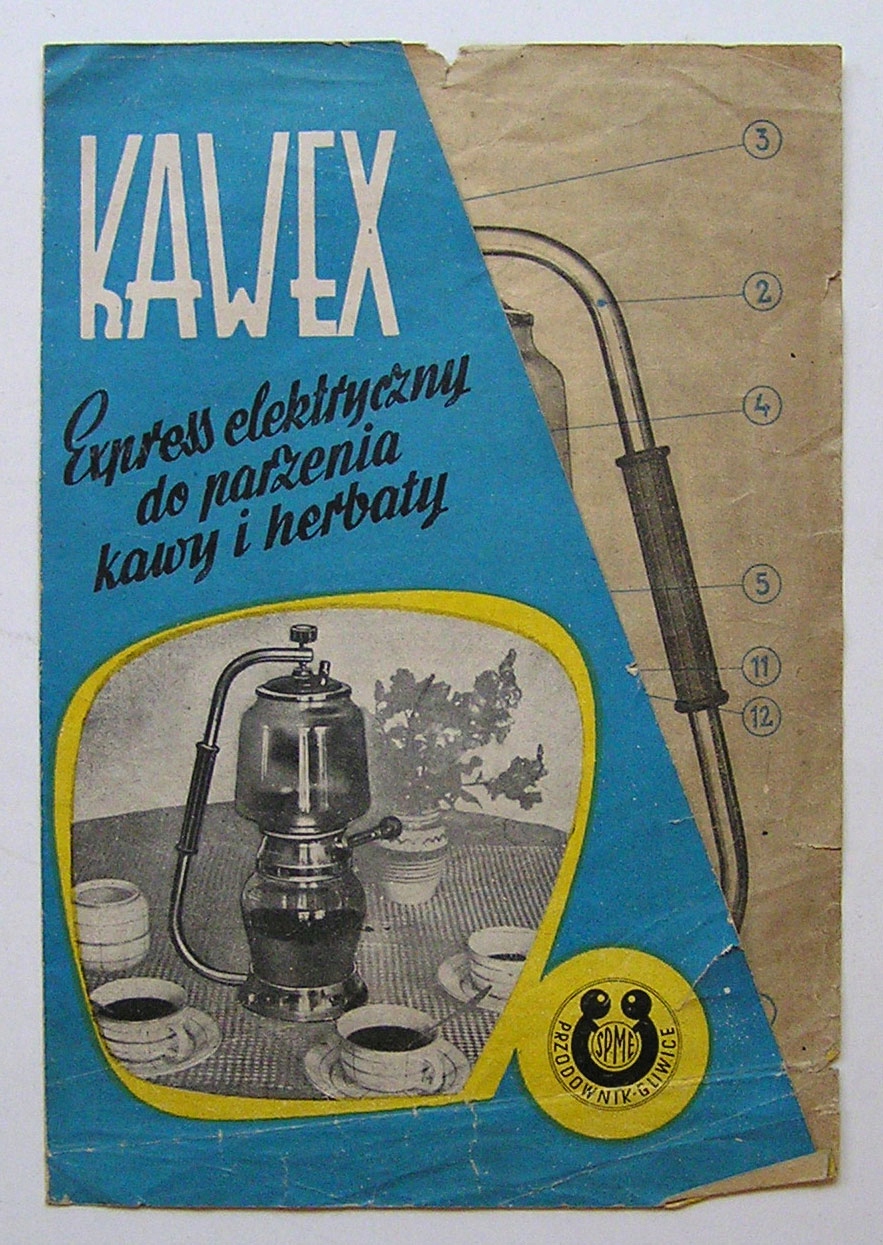 KAWEX
Express elektryczny
do parzenia
kawy i herbaty
3
2
4
5
11
12
SPME
PRZODOWNIK-GLIWICE